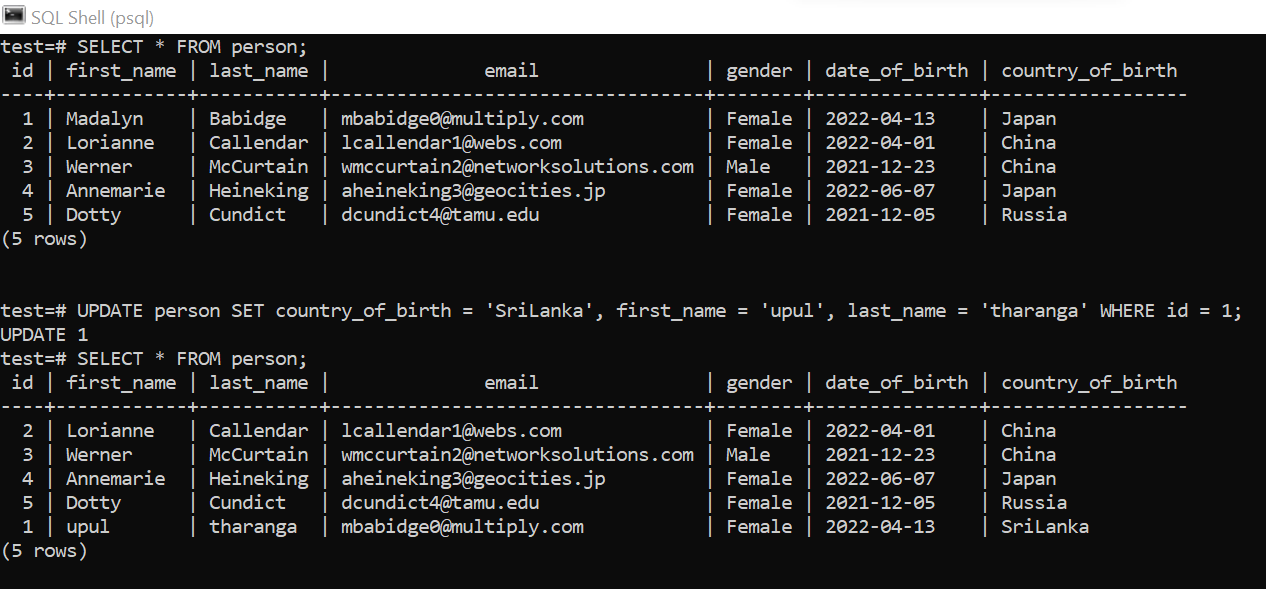 SQL Shell (psql)
test=# SELECT * FROM person;
 id | first_name | last_name |              email               | gender | date_of_birth | country_of_birth
----+------------+-----------+----------------------------------+--------+---------------+------------------
  1 | Madalyn    | Babidge   | mbabidge0@multiply.com           | Female | 2022-04-13    | Japan
  2 | Lorianne   | Callendar | lcallendar1@webs.com             | Female | 2022-04-01    | China
  3 | Werner     | McCurtain | wmccurtain2@networksolutions.com | Male   | 2021-12-23    | China
  4 | Annemarie  | Heineking | aheineking3@geocities.jp         | Female | 2022-06-07    | Japan
  5 | Dotty      | Cundict   | dcundict4@tamu.edu               | Female | 2021-12-05    | Russia
(5 rows)
test=# UPDATE person SET country_of_birth = 'SriLanka', first_name = 'upul', last_name = 'tharanga' WHERE id = 1;
UPDATE 1
test=# SELECT * FROM person;
 id | first_name | last_name |              email               | gender | date_of_birth | country_of_birth
----+------------+-----------+----------------------------------+--------+---------------+------------------
  2 | Lorianne   | Callendar | lcallendar1@webs.com             | Female | 2022-04-01    | China
  3 | Werner     | McCurtain | wmccurtain2@networksolutions.com | Male   | 2021-12-23    | China
  4 | Annemarie  | Heineking | aheineking3@geocities.jp         | Female | 2022-06-07    | Japan
  5 | Dotty      | Cundict   | dcundict4@tamu.edu               | Female | 2021-12-05    | Russia
  1 | upul       | tharanga  | mbabidge0@multiply.com           | Female | 2022-04-13    | SriLanka
(5 rows)